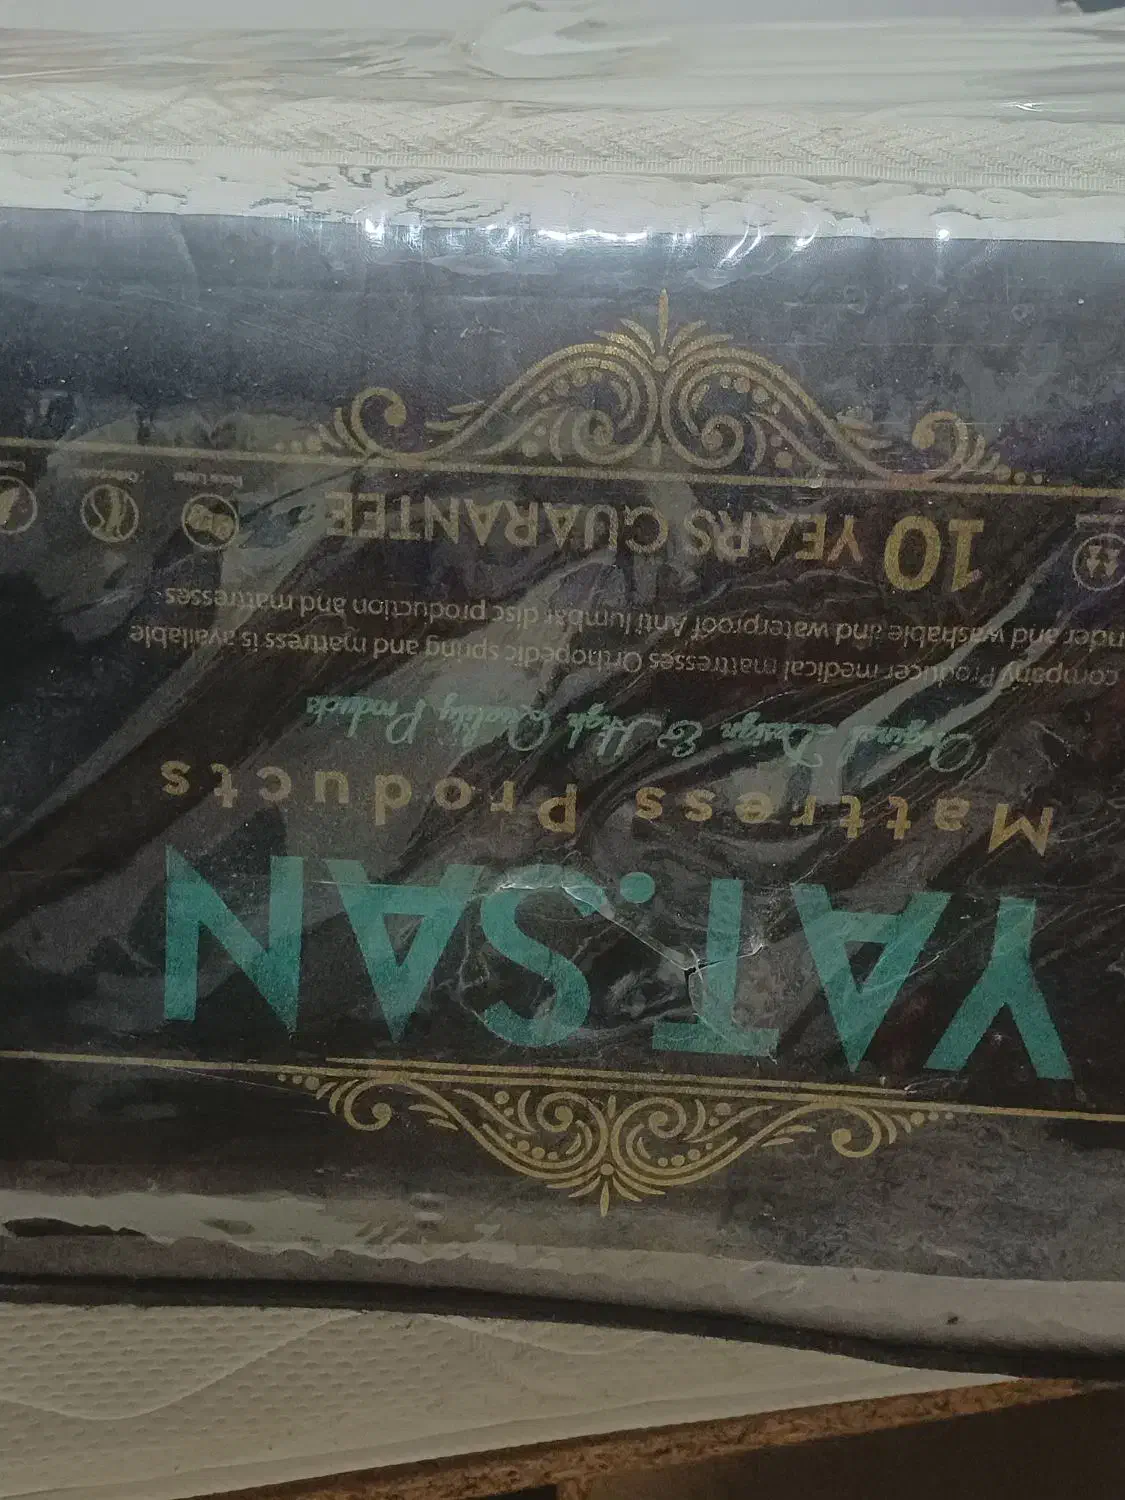 YAT.SAN
Mattress Products
Original Design & High Quality Products
company Producer medical mattresses Orthopedic spring and mattress is available
nder and washable and waterproof Anti lumbar disc production and mattresses
10 YEARS GUARANTEE